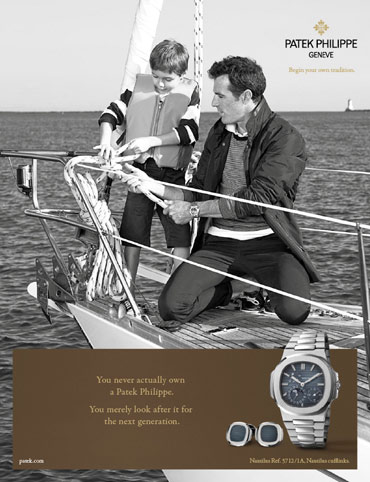 PATEK PHILIPPE
GENEVE
Begin your own tradition.
You never actually own
a Patek Philippe.
You merely look after it for
the next generation.
patek.com
Nautilus Ref. 5712/1A, Nautilus cufflinks